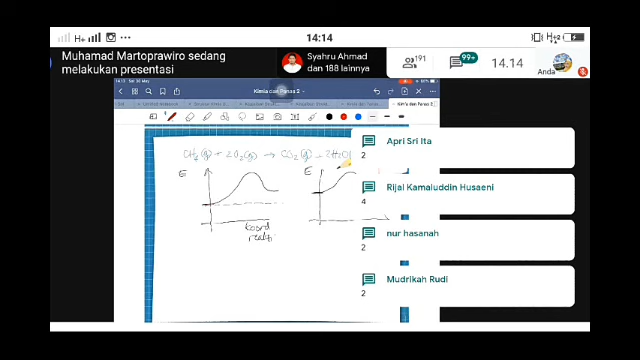 14:14
Muhamad Martoprawiro sedang
melakukan presentasi
Syahru Ahmad
dan 188 lainnya
191
99+
14.14
Anda
Kimia dan Panas 2
CH₄(g) + 2O₂(g) → CO₂(g) + 2H₂O
E
E
koord
reaksi
Apri Sri Ita
2
Rijal Kamaluddin Husaeni
4
nur hasanah
2
Mudrikah Rudi
2